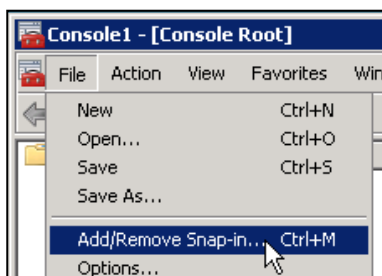 Console1 - [Console Root]
File Action View Favorites Win
New Ctrl+N
Open... Ctrl+O
Save Ctrl+S
Save As...
Add/Remove Snap-in... Ctrl+M
Options...